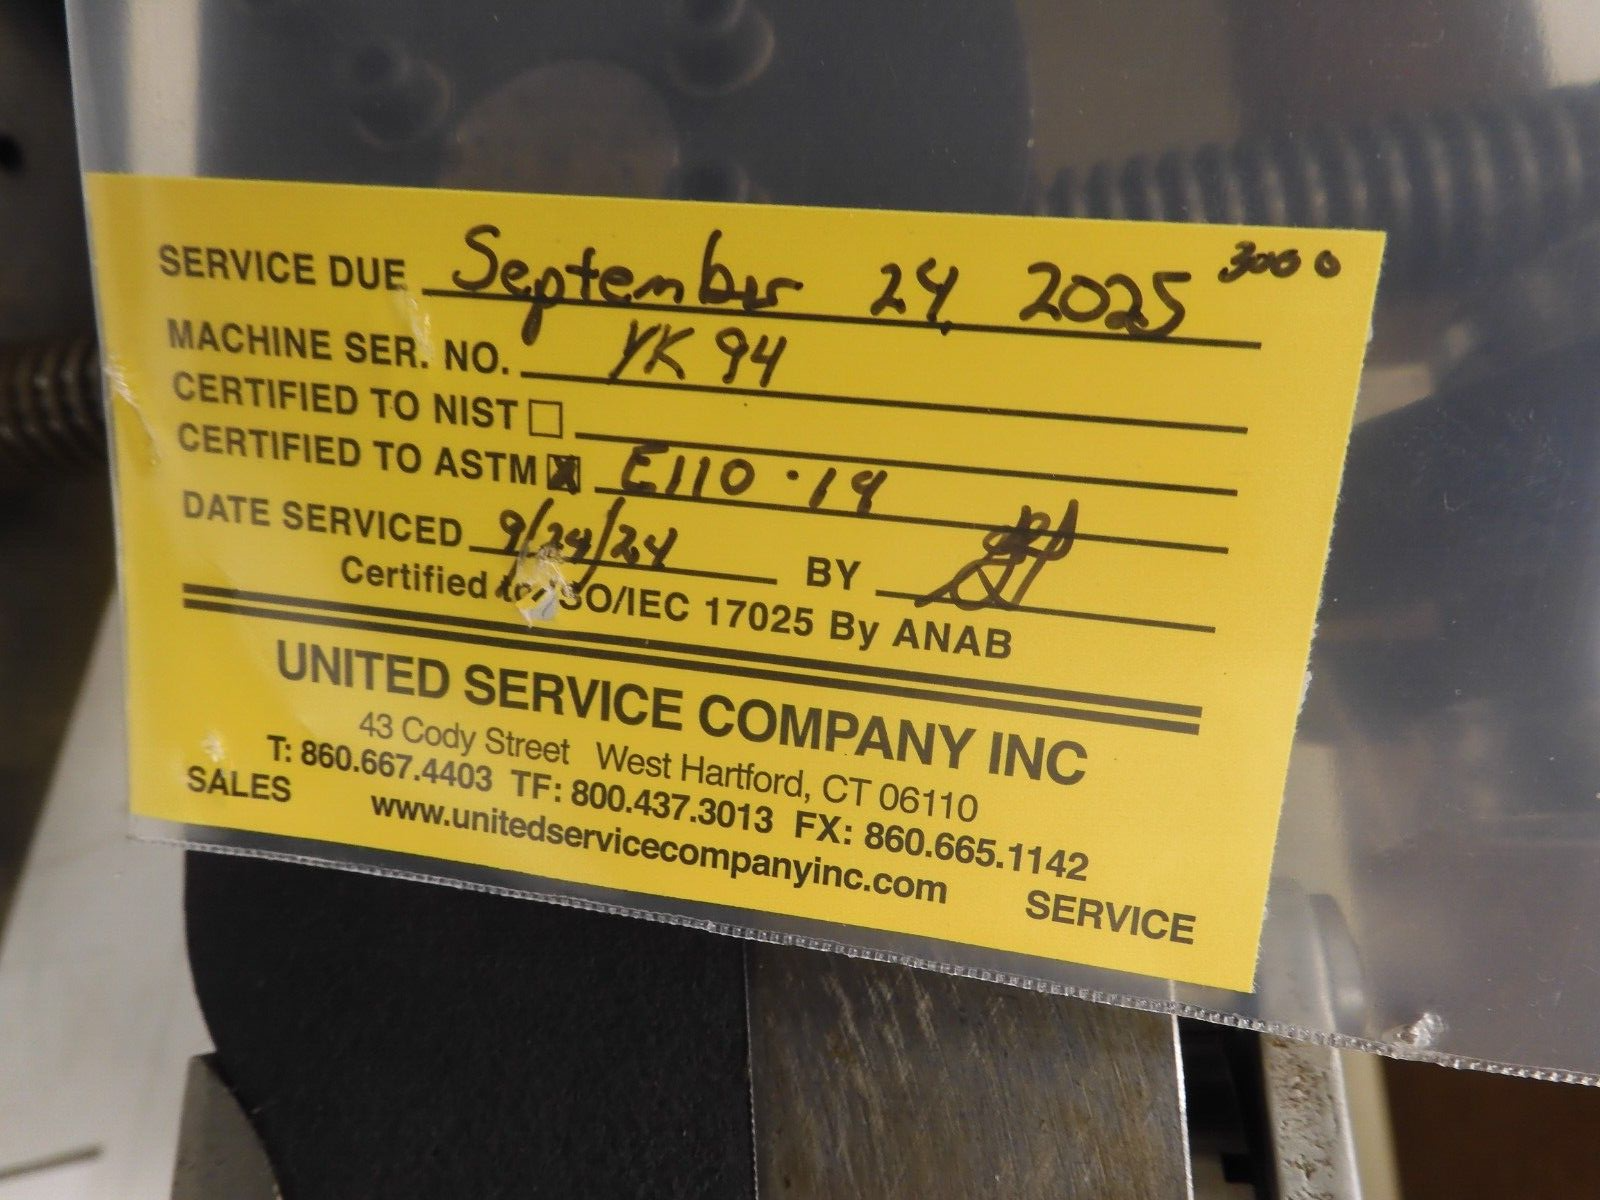 SERVICE DUE September 24, 2025 3000
MACHINE SER. NO. YK 94
CERTIFIED TO NIST
CERTIFIED TO ASTM E110-14
DATE SERVICED 9/24/24 BY
Certified to ISO/IEC 17025 By ANAB
UNITED SERVICE COMPANY INC
43 Cody Street West Hartford, CT 06110
T: 860.667.4403 TF: 800.437.3013 FX: 860.665.1142
SALES www.unitedservicecompanyinc.com SERVICE